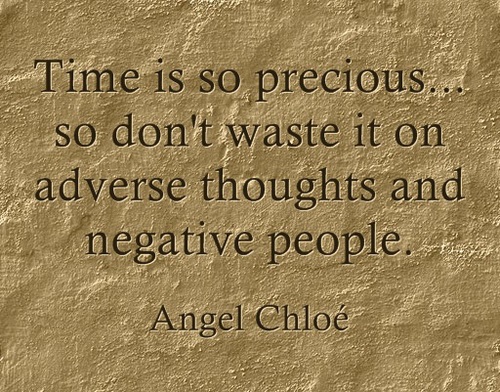 Time is so precious...
so don't waste it on
adverse thoughts and
negative people.
Angel Chloé